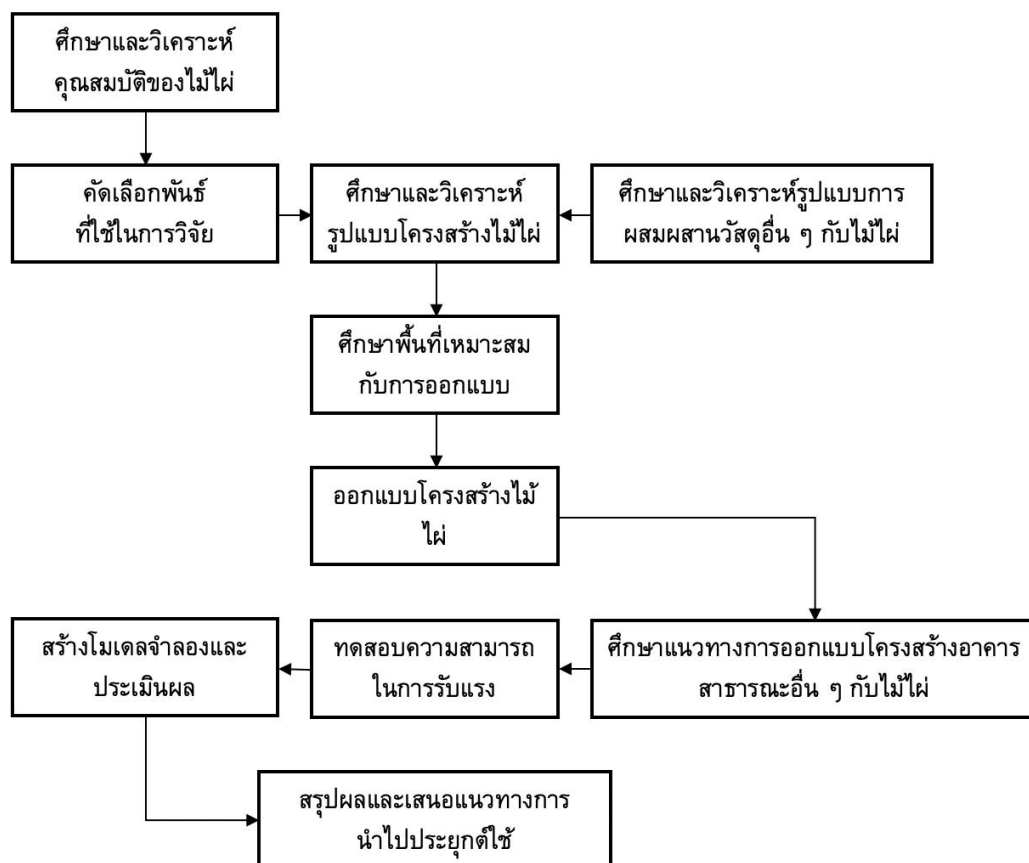 ศึกษาและวิเคราะห์
คุณสมบัติของไม้ไผ่
คัดเลือกพันธ์
ที่ใช้ในการวิจัย
ศึกษาและวิเคราะห์
รูปแบบโครงสร้างไม้ไผ่
ศึกษาและวิเคราะห์รูปแบบการ
ผสมผสานวัสดุอื่น ๆ กับไม้ไผ่
ศึกษาพื้นที่เหมาะสม
กับการออกแบบ
ออกแบบโครงสร้างไม้
ไผ่
สร้างโมเดลจำลองและ
ประเมินผล
ทดสอบความสามารถ
ในการรับแรง
ศึกษาแนวทางการออกแบบโครงสร้างอาคาร
สาธารณะอื่น ๆ กับไม้ไผ่
สรุปผลและเสนอแนวทางการ
นำไปประยุกต์ใช้